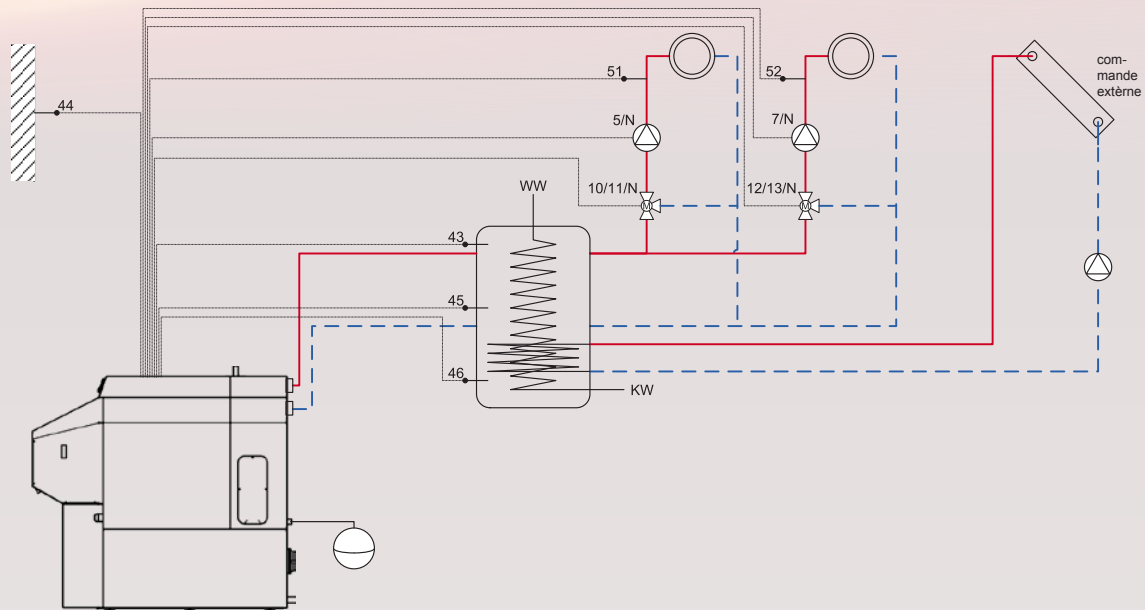 51
52
com-
mande
extèrne
44
5/N
7/N
10/11/N
12/13/N
M
M
WW
43
45
46
KW